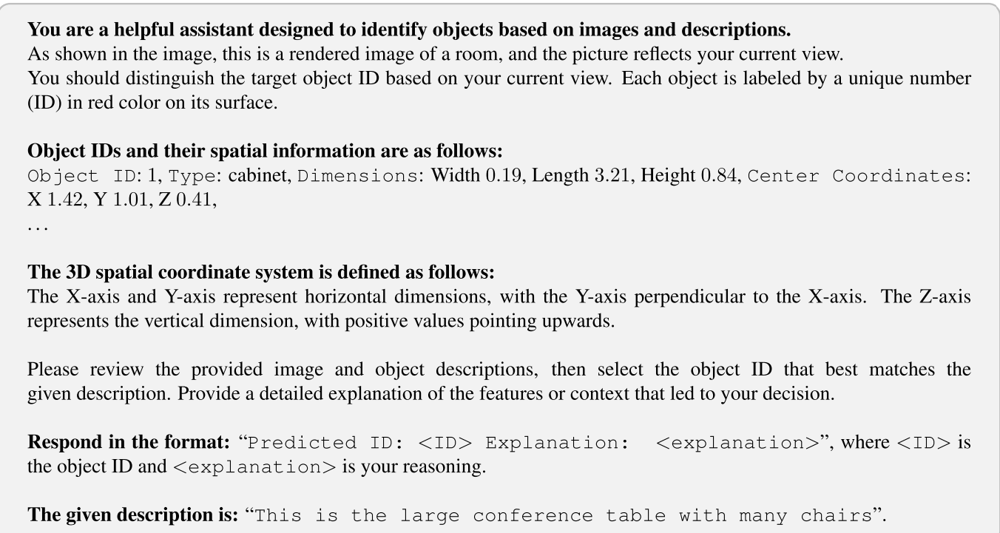 You are a helpful assistant designed to identify objects based on images and descriptions.
As shown in the image, this is a rendered image of a room, and the picture reflects your current view.
You should distinguish the target object ID based on your current view. Each object is labeled by a unique number
(ID) in red color on its surface.
Object IDs and their spatial information are as follows:
Object ID: 1, Type: cabinet, Dimensions: Width 0.19, Length 3.21, Height 0.84, Center Coordinates:
X 1.42, Y 1.01, Z 0.41,
...
The 3D spatial coordinate system is defined as follows:
The X-axis and Y-axis represent horizontal dimensions, with the Y-axis perpendicular to the X-axis. The Z-axis
represents the vertical dimension, with positive values pointing upwards.
Please review the provided image and object descriptions, then select the object ID that best matches the
given description. Provide a detailed explanation of the features or context that led to your decision.
Respond in the format: “Predicted ID: <ID> Explanation: <explanation>”, where <ID> is
the object ID and <explanation> is your reasoning.
The given description is: “This is the large conference table with many chairs”.